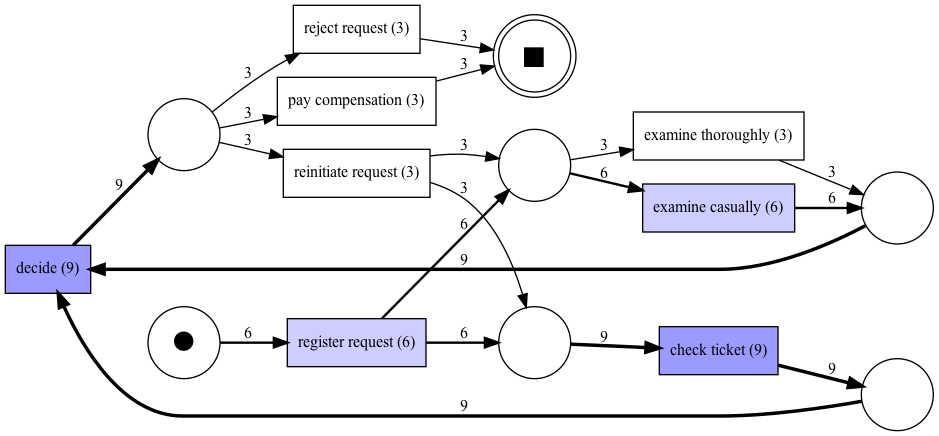 reject request (3)
3
3
pay compensation (3)
3
3
3
reinitiate request (3)
3
3
examine thoroughly (3)
3
3
6
examine casually (6)
6
9
decide (9)
6
9
6
register request (6)
6
9
check ticket (9)
9
9